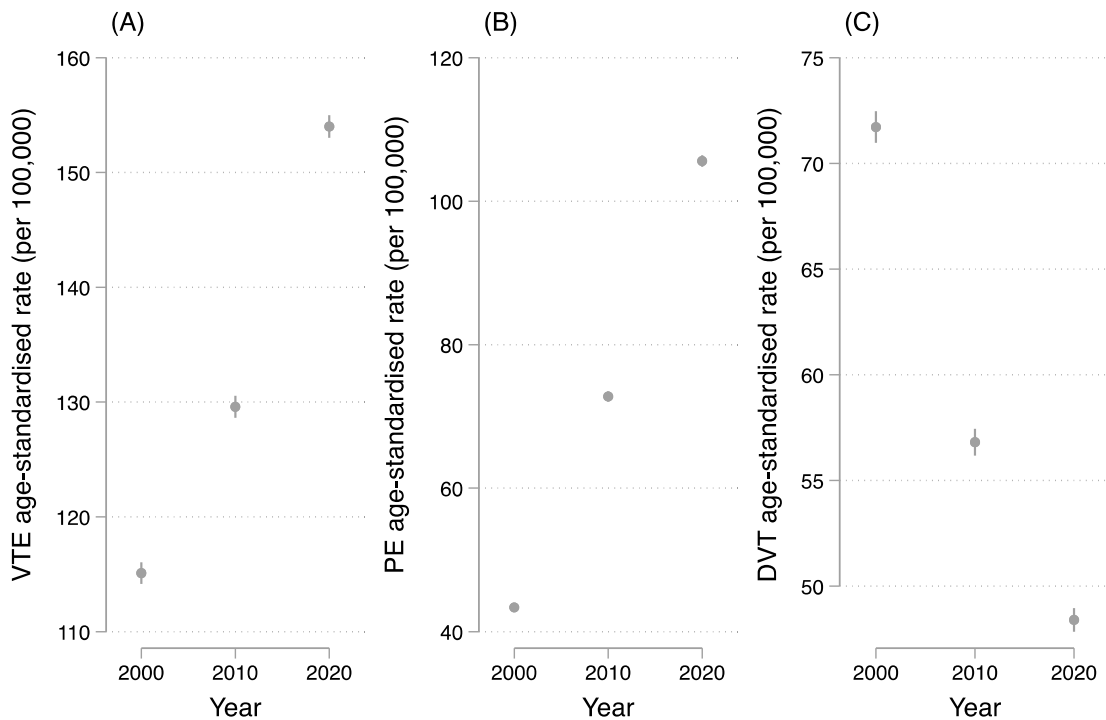 (A)
VTE age-standardised rate (per 100,000)
160
150
140
130
120
110
2000 2010 2020
Year
(B)
PE age-standardised rate (per 100,000)
120
100
80
60
40
2000 2010 2020
Year
(C)
DVT age-standardised rate (per 100,000)
75
70
65
60
55
50
2000 2010 2020
Year